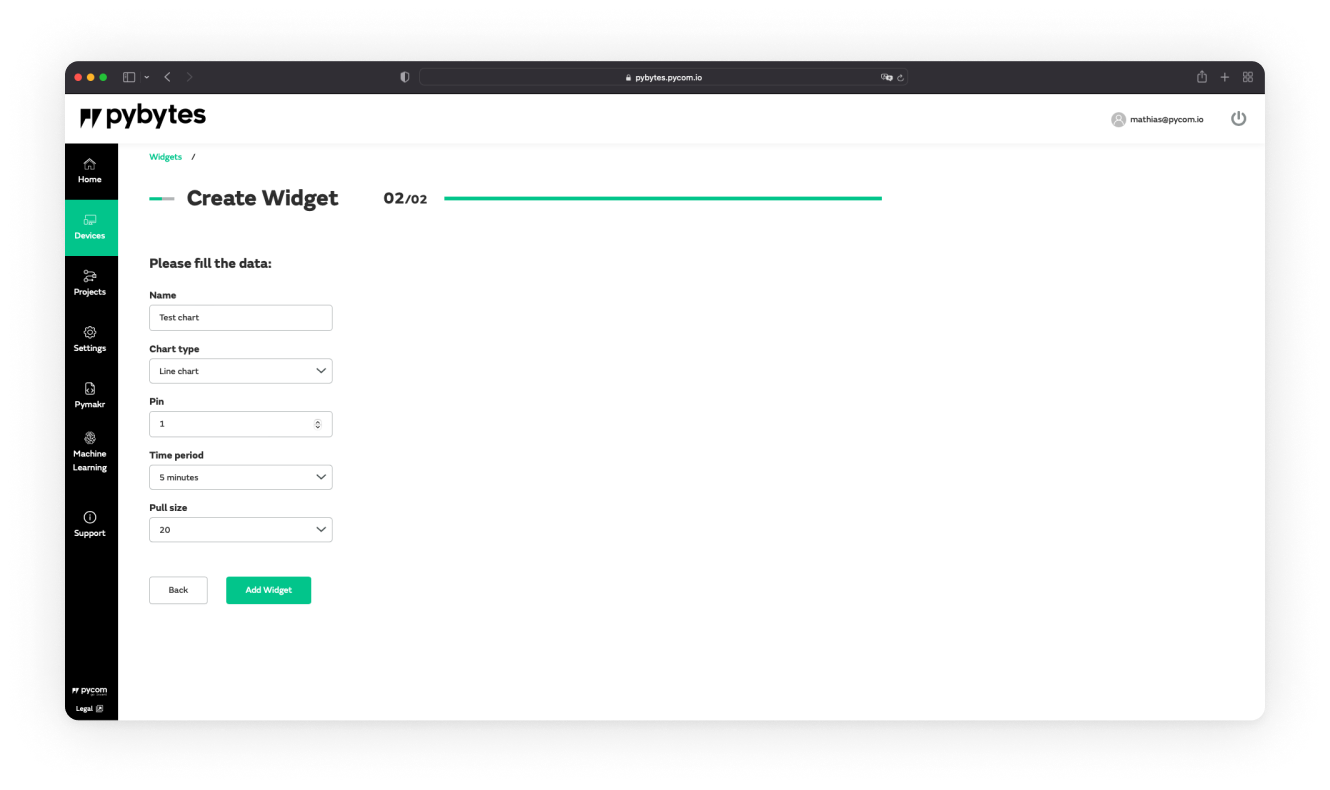 pybytes.pycom.io
pybytes
mathias@pycom.io
Home
Devices
Projects
Settings
Pymakr
Machine
Learning
Support
pycom
Legal
Widgets /
Create Widget 02/02
Please fill the data:
Name
Test chart
Chart type
Line chart
Pin
1
Time period
5 minutes
Pull size
20
Back Add Widget